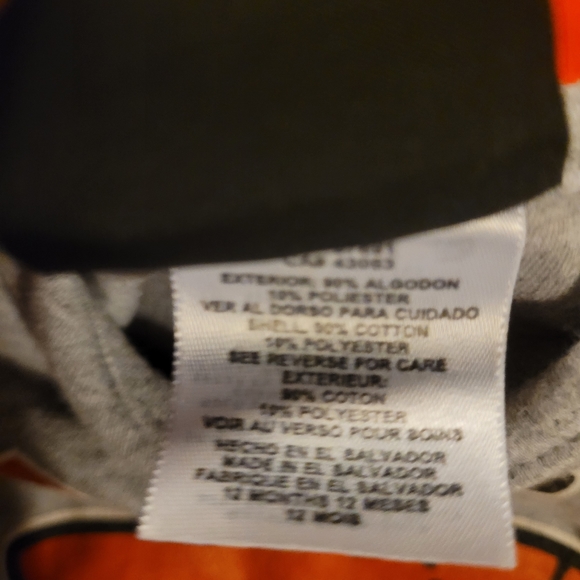 CA# 43083
EXTERIOR: 90% ALGODON
10% POLIESTER
VER AL DORSO PARA CUIDADO
SHELL: 90% COTTON
10% POLYESTER
SEE REVERSE FOR CARE
EXTERIEUR:
90% COTON
10% POLYESTER
VOIR AU VERSO POUR SOINS
HECHO EN EL SALVADOR
MADE IN EL SALVADOR
FABRIQUE EN EL SALVADOR
12 MONTHS 12 MESES
12 MOIS